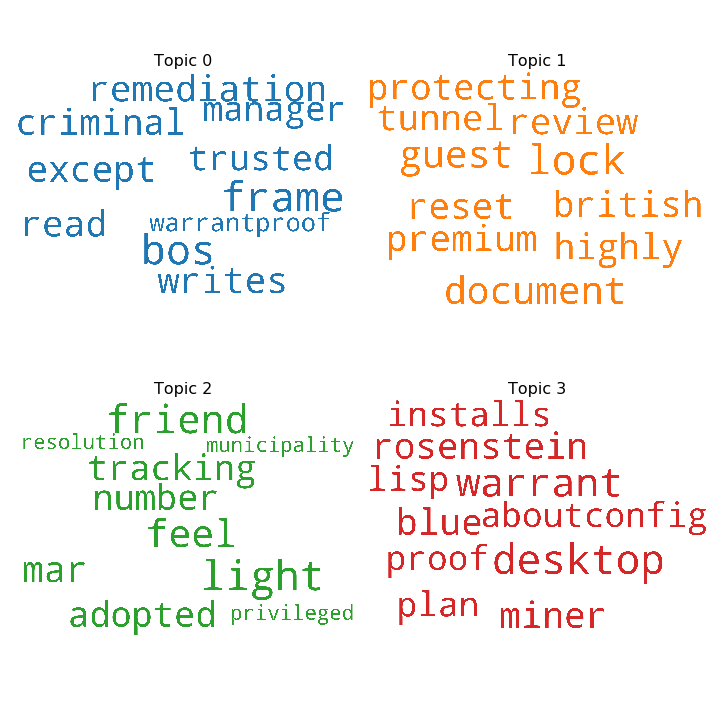 Topic 0
remediation
manager
criminal
trusted
except
frame
read
warrantproof
bos
writes
Topic 1
protecting
tunnel
review
guest
lock
reset
british
premium
highly
document
Topic 2
friend
resolution
municipality
tracking
number
feel
mar
light
adopted
privileged
Topic 3
installs
rosenstein
lisp
warrant
blue
aboutconfig
proof
desktop
plan
miner